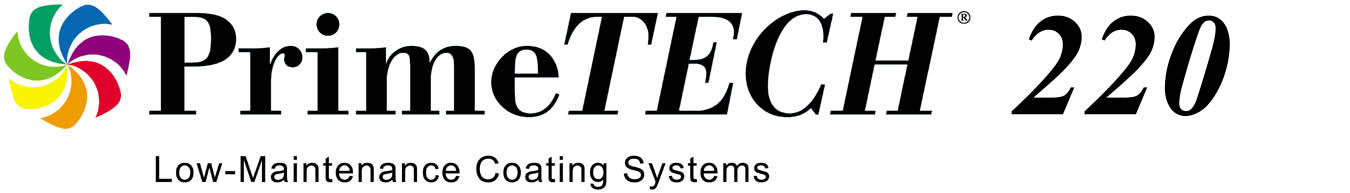 PrimeTECH® 220
Low-Maintenance Coating Systems